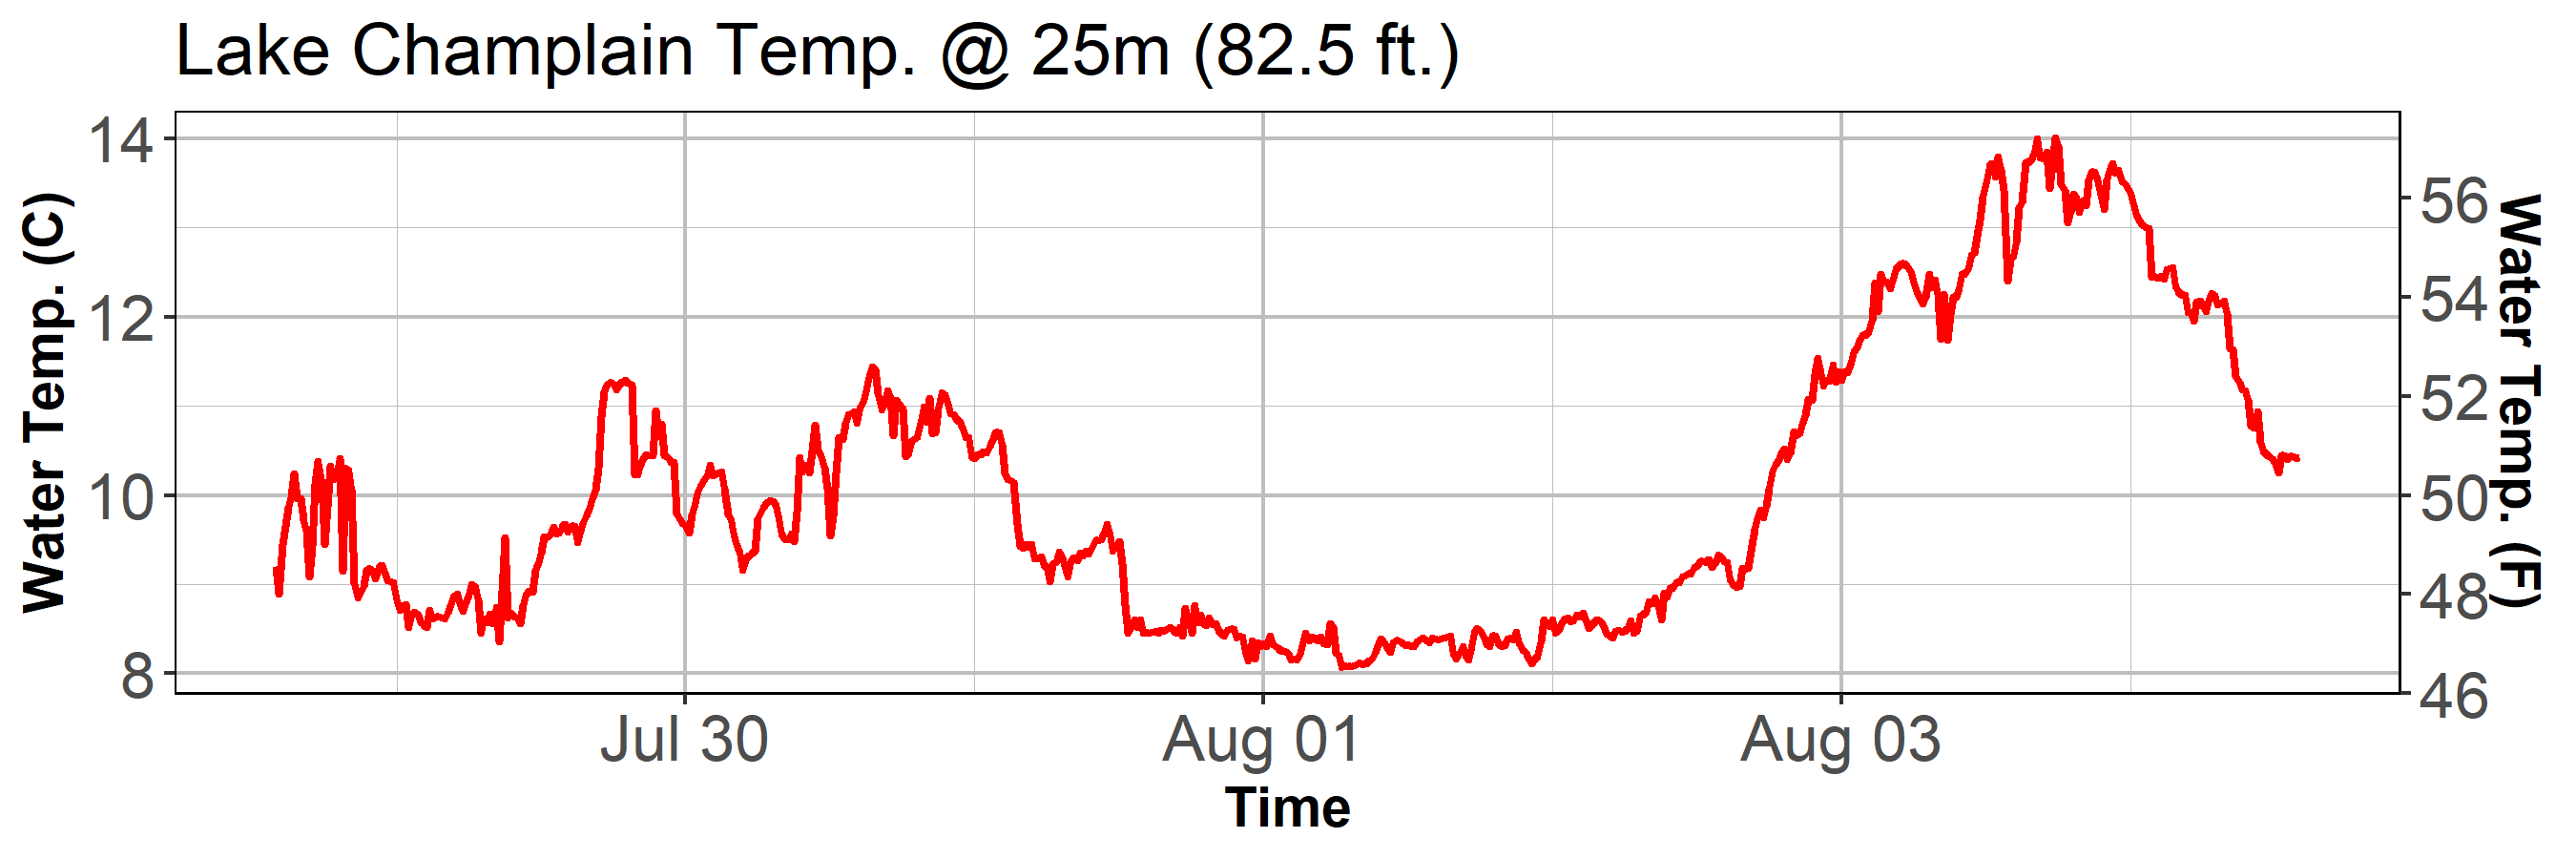 Lake Champlain Temp. @ 25m (82.5 ft.)
Water Temp. (C)
14
12
10
8
56
54
52
50
48
46
Water Temp. (F)
Jul 30 Aug 01 Aug 03
Time